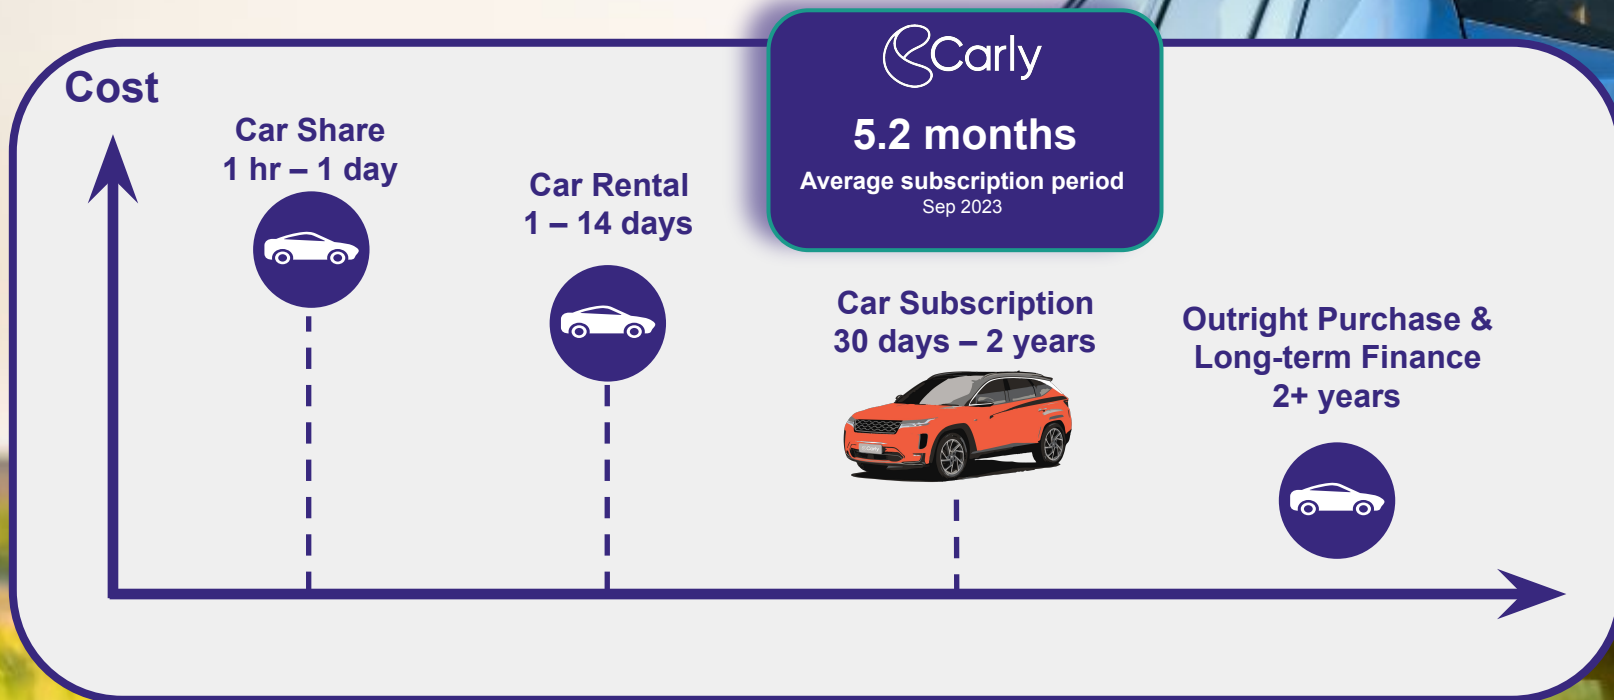 Cost
Car Share
1 hr – 1 day
Car Rental
1 – 14 days
Carly
5.2 months
Average subscription period
Sep 2023
Car Subscription
30 days – 2 years
Outright Purchase &
Long-term Finance
2+ years